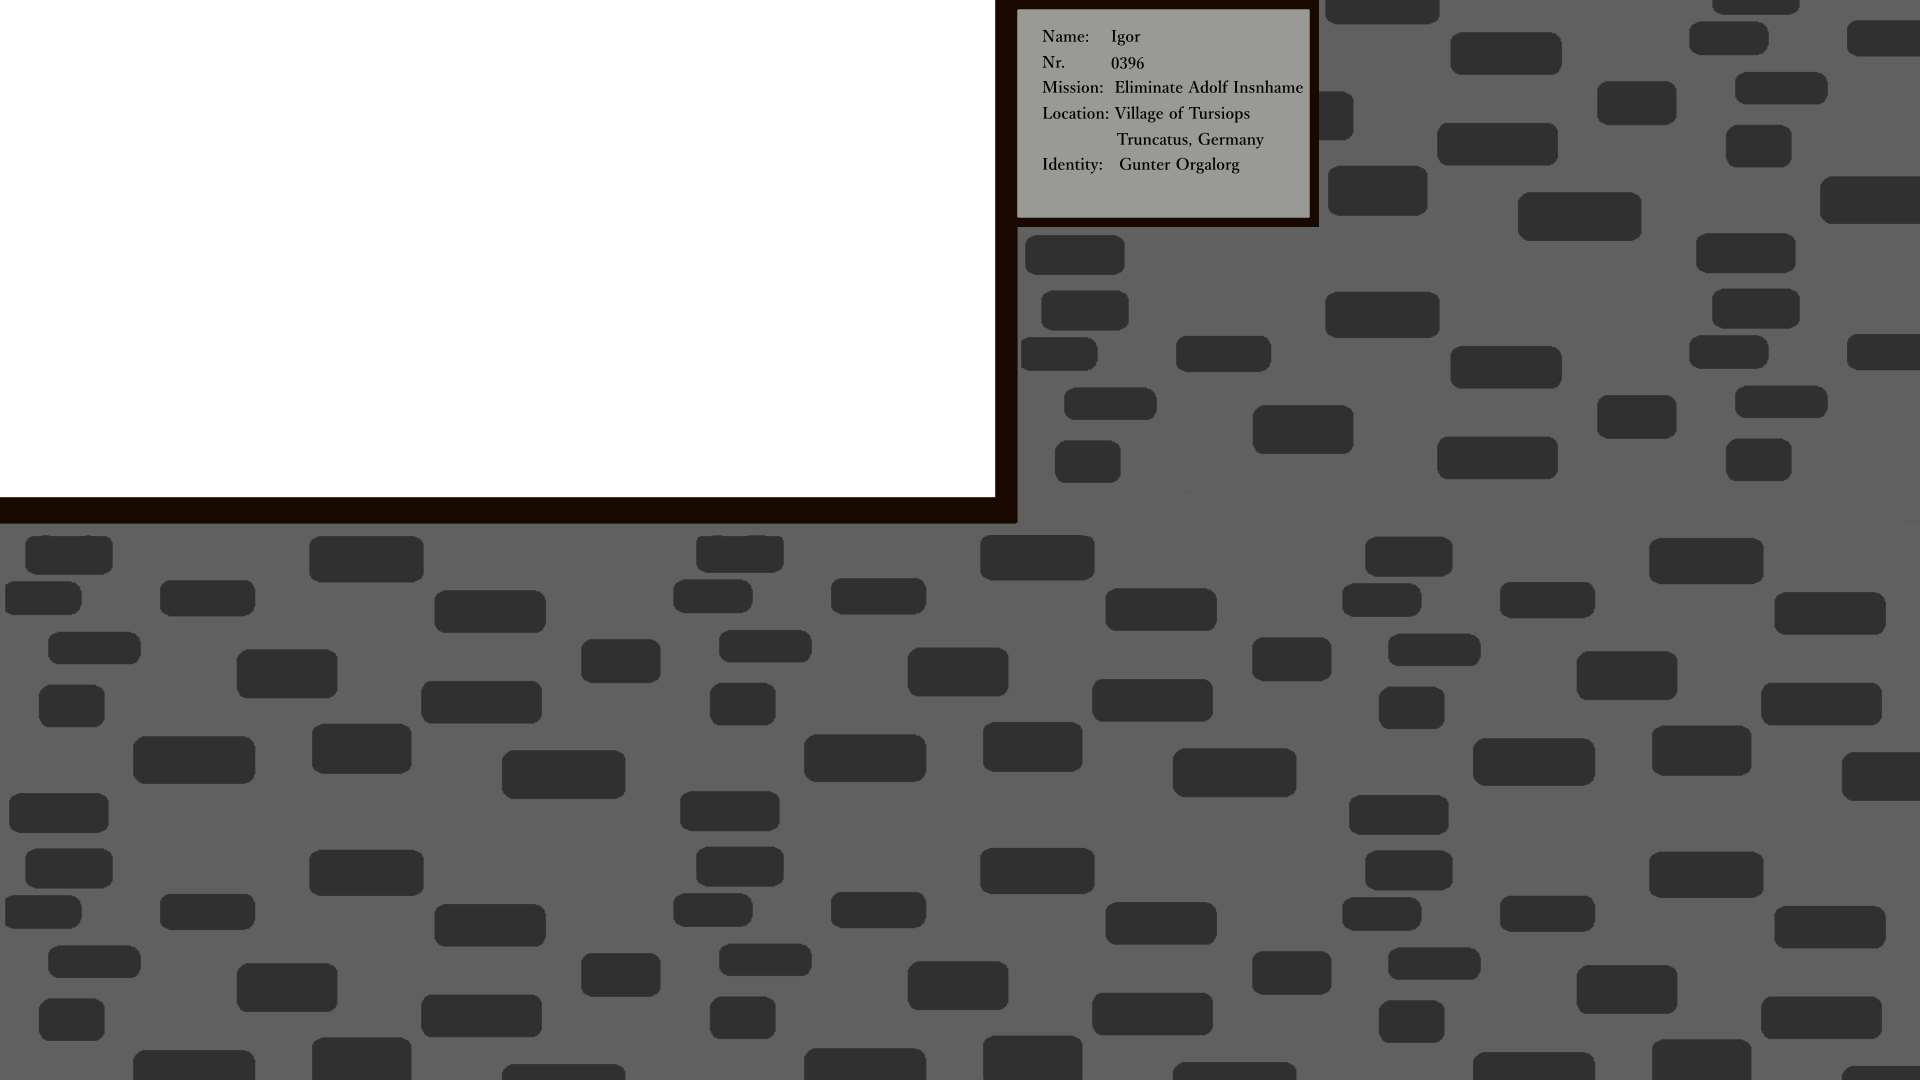 Name: Igor
Nr. 0396
Mission: Eliminate Adolf Insnhame
Location: Village of Tursiops
Truncatus, Germany
Identity: Gunter Orgalorg